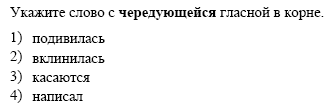 Укажите слово с чередующейся гласной в корне.
1) подивилась
2) вклинилась
3) касаются
4) написал